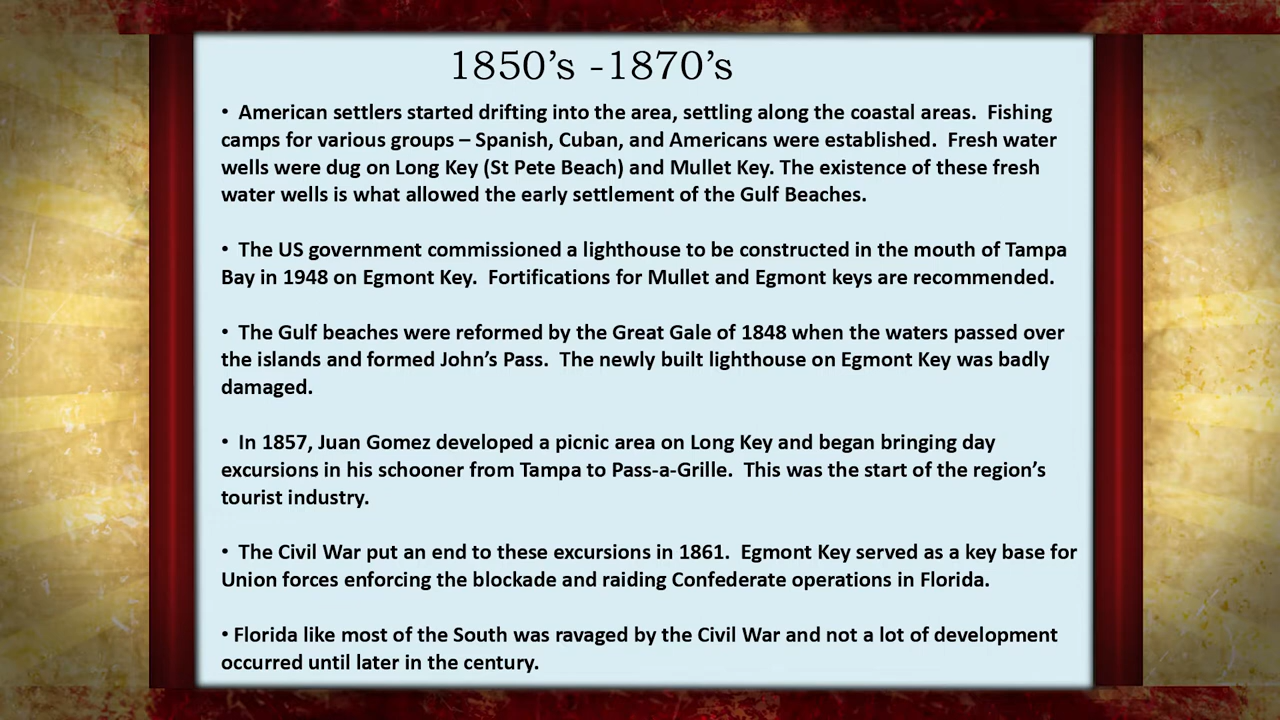 1850’s -1870’s
• American settlers started drifting into the area, settling along the coastal areas. Fishing
camps for various groups – Spanish, Cuban, and Americans were established. Fresh water
wells were dug on Long Key (St Pete Beach) and Mullet Key. The existence of these fresh
water wells is what allowed the early settlement of the Gulf Beaches.
• The US government commissioned a lighthouse to be constructed in the mouth of Tampa
Bay in 1948 on Egmont Key. Fortifications for Mullet and Egmont keys are recommended.
• The Gulf beaches were reformed by the Great Gale of 1848 when the waters passed over
the islands and formed John’s Pass. The newly built lighthouse on Egmont Key was badly
damaged.
• In 1857, Juan Gomez developed a picnic area on Long Key and began bringing day
excursions in his schooner from Tampa to Pass-a-Grille. This was the start of the region’s
tourist industry.
• The Civil War put an end to these excursions in 1861. Egmont Key served as a key base for
Union forces enforcing the blockade and raiding Confederate operations in Florida.
• Florida like most of the South was ravaged by the Civil War and not a lot of development
occurred until later in the century.